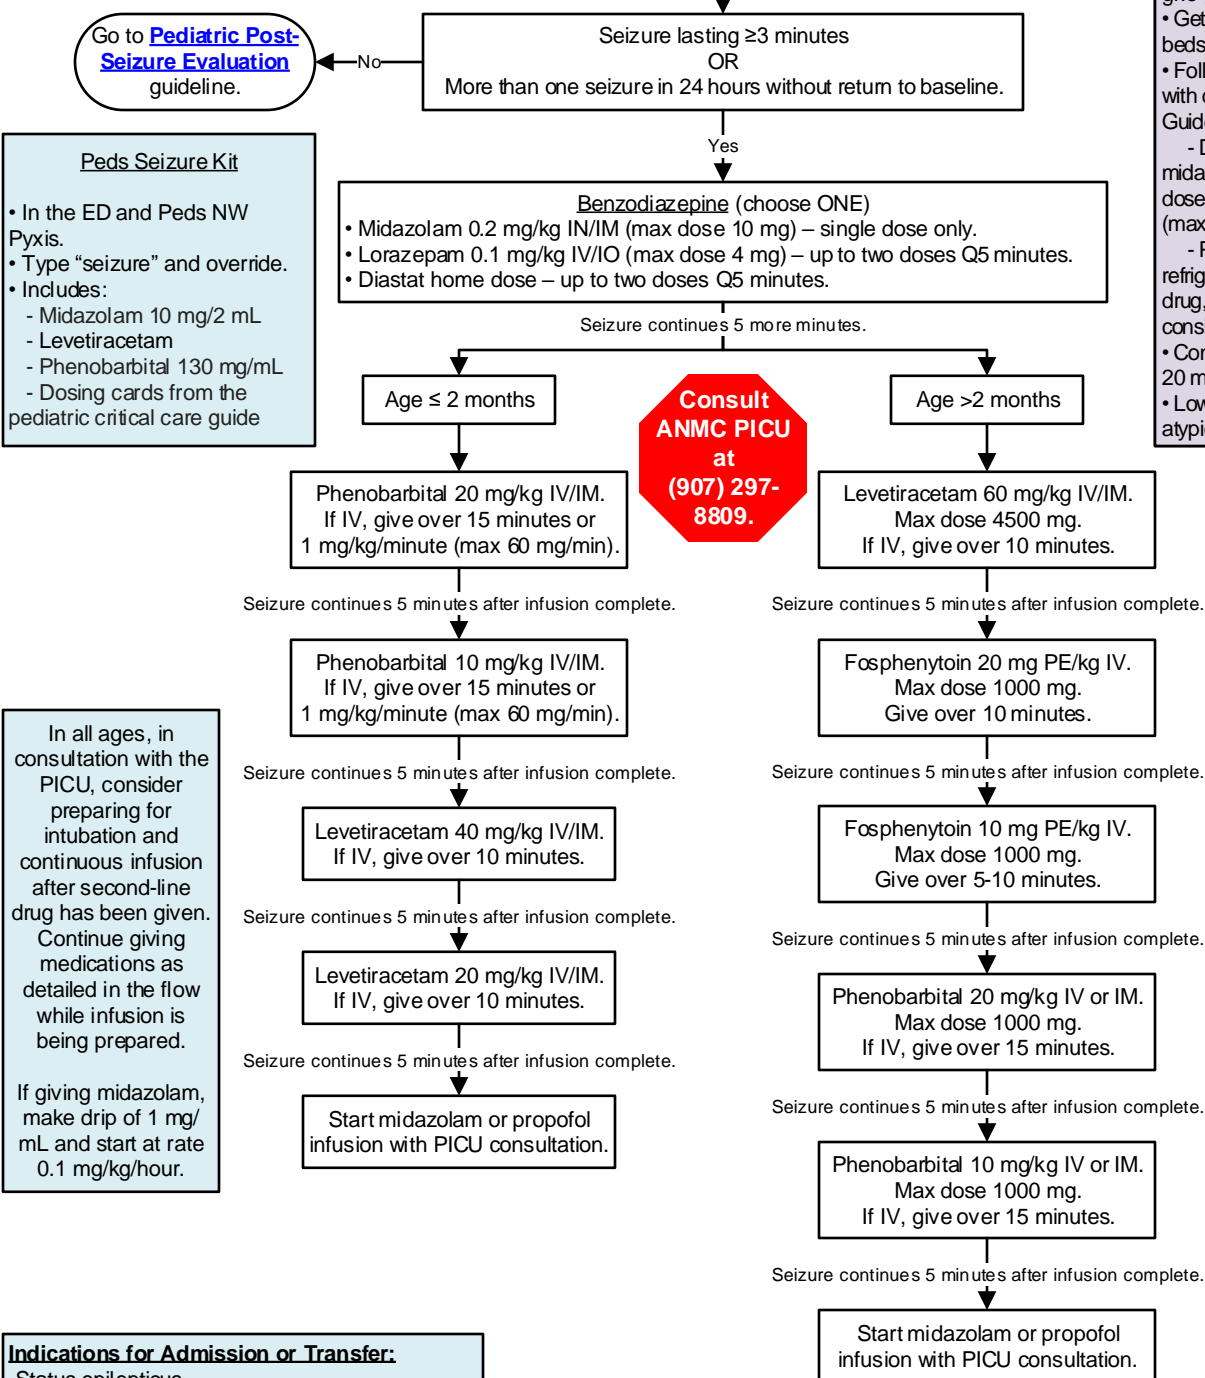 Go to Pediatric Post-
Seizure Evaluation
guideline.
No
Seizure lasting ≥3 minutes
OR
More than one seizure in 24 hours without return to baseline.
Yes
Peds Seizure Kit
• In the ED and Peds NW
Pyxis.
• Type “seizure” and override.
• Includes:
- Midazolam 10 mg/2 mL
- Levetiracetam
- Phenobarbital 130 mg/mL
- Dosing cards from the
pediatric critical care guide
Benzodiazepine (choose ONE)
• Midazolam 0.2 mg/kg IN/IM (max dose 10 mg) – single dose only.
• Lorazepam 0.1 mg/kg IV/IO (max dose 4 mg) – up to two doses Q5 minutes.
• Diastat home dose – up to two doses Q5 minutes.
• Get
beds
• Foll
with
Guid
- D
mida
dose
(max
- 
refrig
drug,
cons
• Con
20 m
• Low
atypi
Seizure continues 5 more minutes.
Age ≤ 2 months
Consult
ANMC PICU
at
(907) 297-
8809.
Age >2 months
Phenobarbital 20 mg/kg IV/IM.
If IV, give over 15 minutes or
1 mg/kg/minute (max 60 mg/min).
Seizure continues 5 minutes after infusion complete.
Phenobarbital 10 mg/kg IV/IM.
If IV, give over 15 minutes or
1 mg/kg/minute (max 60 mg/min).
Seizure continues 5 minutes after infusion complete.
Levetiracetam 40 mg/kg IV/IM.
If IV, give over 10 minutes.
Seizure continues 5 minutes after infusion complete.
Levetiracetam 20 mg/kg IV/IM.
If IV, give over 10 minutes.
Seizure continues 5 minutes after infusion complete.
Start midazolam or propofol
infusion with PICU consultation.
Levetiracetam 60 mg/kg IV/IM.
Max dose 4500 mg.
If IV, give over 10 minutes.
Seizure continues 5 minutes after infusion complete.
Fosphenytoin 20 mg PE/kg IV.
Max dose 1000 mg.
Give over 10 minutes.
Seizure continues 5 minutes after infusion complete.
Fosphenytoin 10 mg PE/kg IV.
Max dose 1000 mg.
Give over 5-10 minutes.
Seizure continues 5 minutes after infusion complete.
Phenobarbital 20 mg/kg IV or IM.
Max dose 1000 mg.
If IV, give over 15 minutes.
Seizure continues 5 minutes after infusion complete.
Phenobarbital 10 mg/kg IV or IM.
Max dose 1000 mg.
If IV, give over 15 minutes.
Seizure continues 5 minutes after infusion complete.
Start midazolam or propofol
infusion with PICU consultation.
In all ages, in
consultation with the
PICU, consider
preparing for
intubation and
continuous infusion
after second-line
drug has been given.
Continue giving
medications as
detailed in the flow
while infusion is
being prepared.
If giving midazolam,
make drip of 1 mg/
mL and start at rate
0.1 mg/kg/hour.
Indications for Admission or Transfer:
Status epilepticus